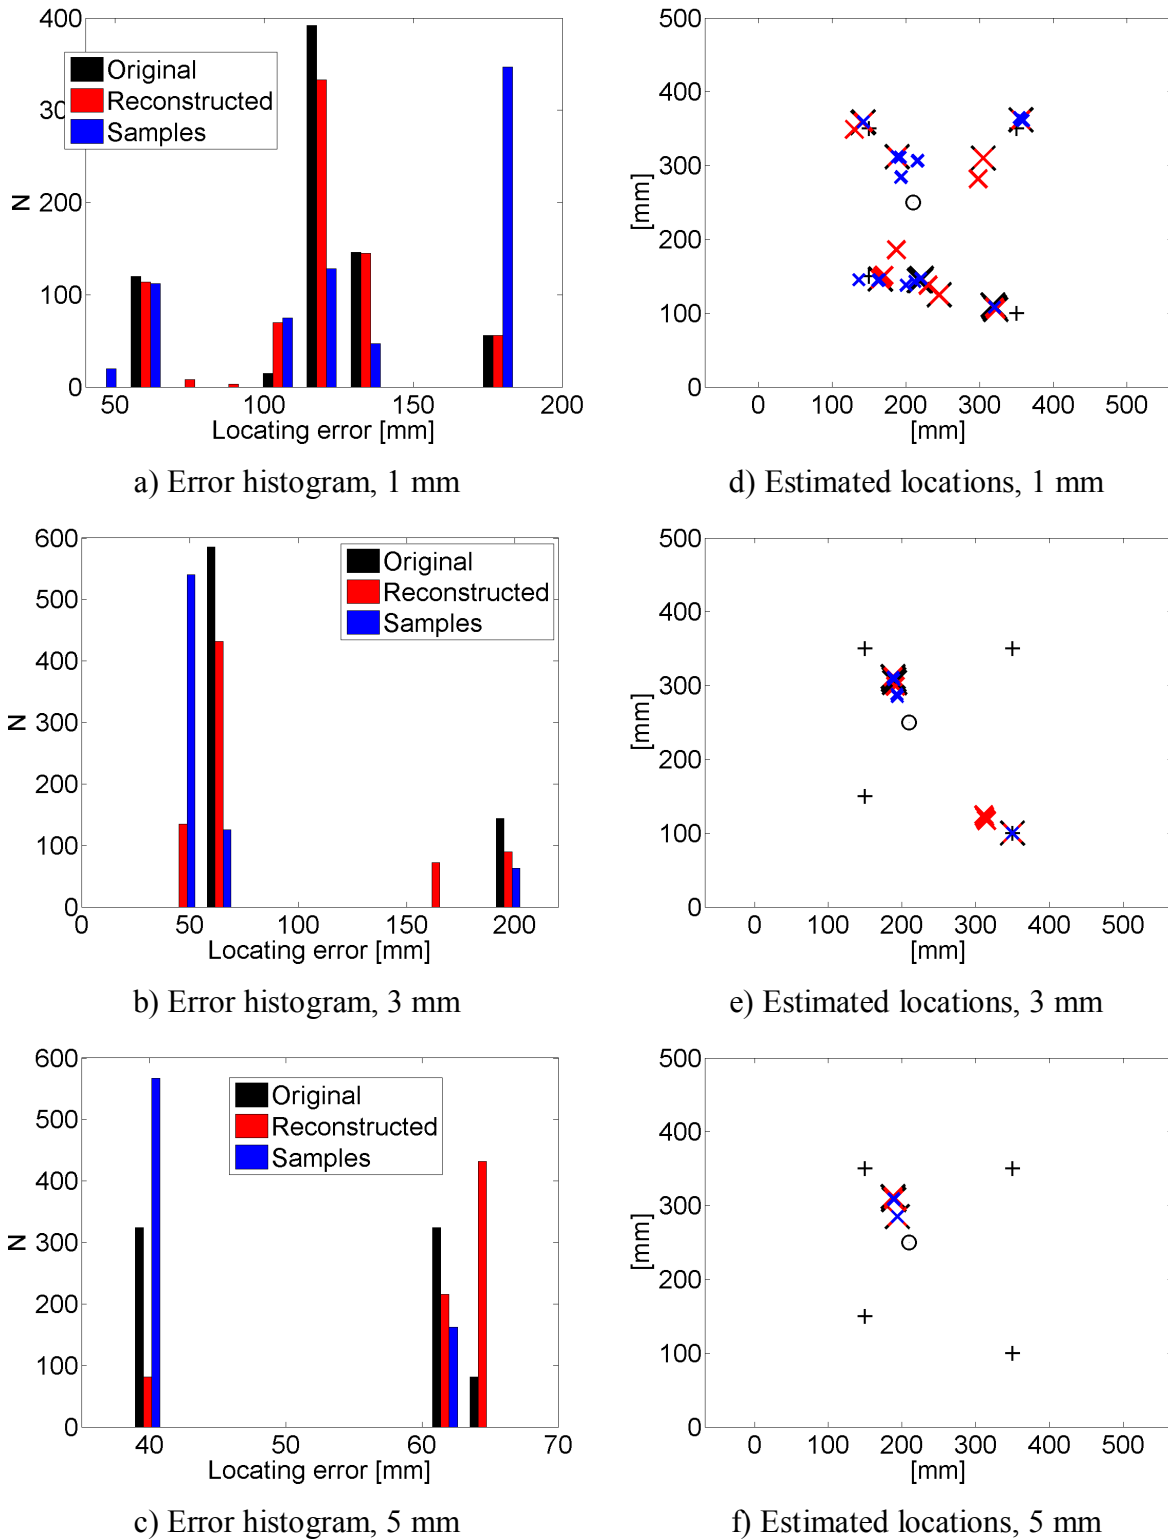 400
300
200
100
0
N
Original
Reconstructed
Samples
50 100 150 200
Locating error [mm]
a) Error histogram, 1 mm
500
400
300
200
100
0
[mm]
0 100 200 300 400 500
[mm]
d) Estimated locations, 1 mm
600
500
400
300
200
100
0
N
Original
Reconstructed
Samples
0 50 100 150 200
Locating error [mm]
b) Error histogram, 3 mm
500
400
300
200
100
0
[mm]
0 100 200 300 400 500
[mm]
e) Estimated locations, 3 mm
600
500
400
300
200
100
0
N
Original
Reconstructed
Samples
40 50 60 70
Locating error [mm]
c) Error histogram, 5 mm
500
400
300
200
100
0
[mm]
0 100 200 300 400 500
[mm]
f) Estimated locations, 5 mm